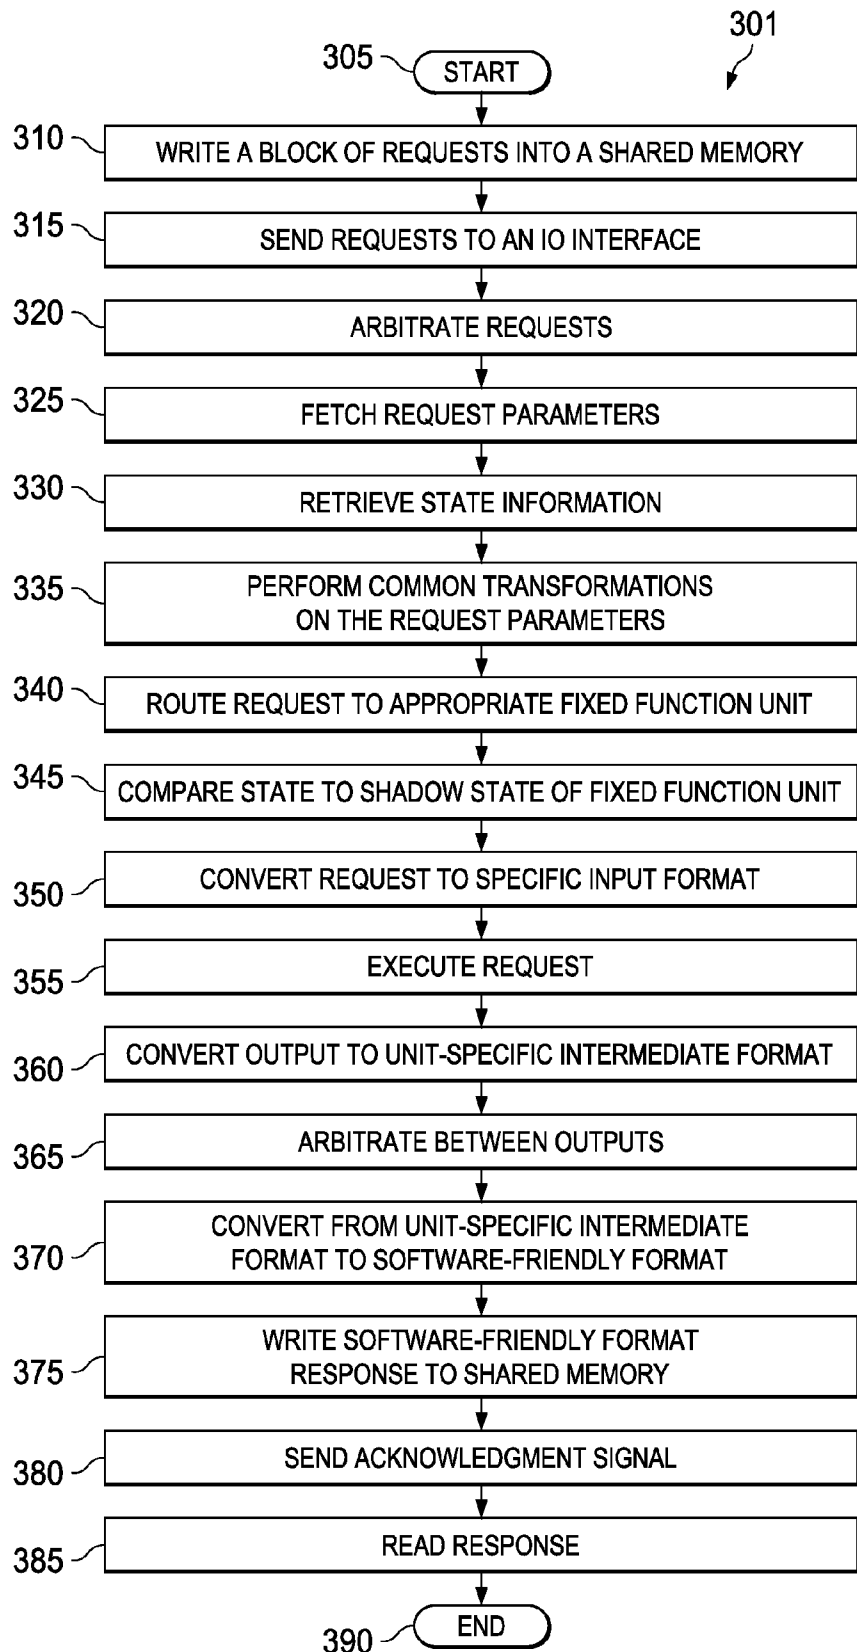 301
305 START
310 WRITE A BLOCK OF REQUESTS INTO A SHARED MEMORY
315 SEND REQUESTS TO AN IO INTERFACE
320 ARBITRATE REQUESTS
325 FETCH REQUEST PARAMETERS
330 RETRIEVE STATE INFORMATION
335 PERFORM COMMON TRANSFORMATIONS
ON THE REQUEST PARAMETERS
340 ROUTE REQUEST TO APPROPRIATE FIXED FUNCTION UNIT
345 COMPARE STATE TO SHADOW STATE OF FIXED FUNCTION UNIT
350 CONVERT REQUEST TO SPECIFIC INPUT FORMAT
355 EXECUTE REQUEST
360 CONVERT OUTPUT TO UNIT-SPECIFIC INTERMEDIATE FORMAT
365 ARBITRATE BETWEEN OUTPUTS
370 CONVERT FROM UNIT-SPECIFIC INTERMEDIATE
FORMAT TO SOFTWARE-FRIENDLY FORMAT
375 WRITE SOFTWARE-FRIENDLY FORMAT
RESPONSE TO SHARED MEMORY
380 SEND ACKNOWLEDGMENT SIGNAL
385 READ RESPONSE
390 END